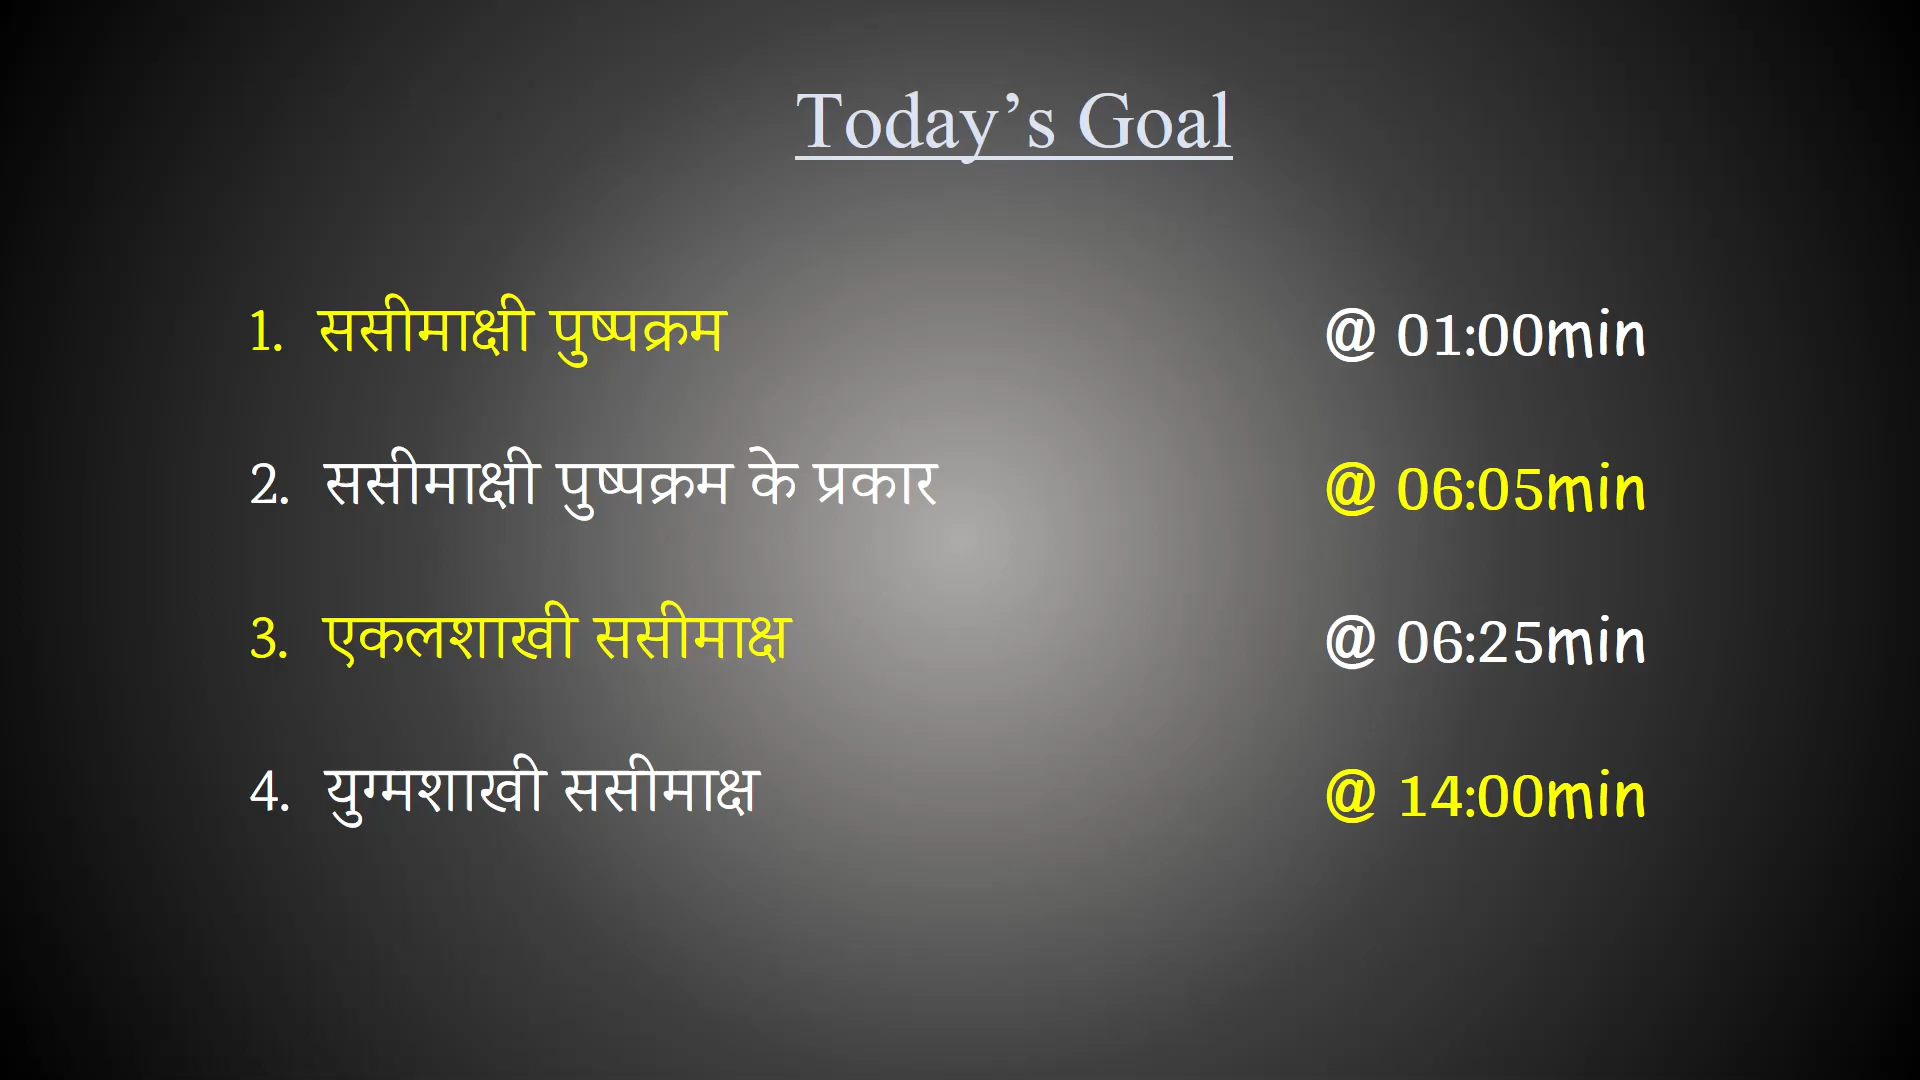 Today’s Goal
1. ससीमाक्षी पुष्पक्रम @ 01:00min
2. ससीमाक्षी पुष्पक्रम के प्रकार @ 06:05min
3. एकलशाखी ससीमाक्ष @ 06:25min
4. युग्मशाखी ससीमाक्ष @ 14:00min